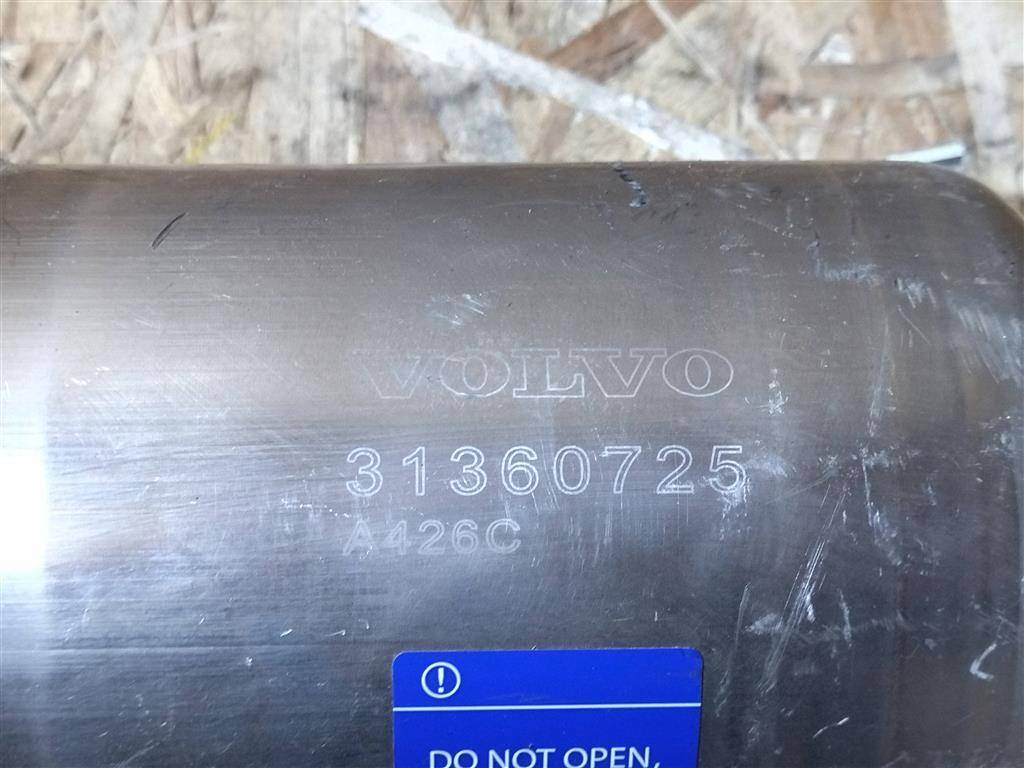 VOLVO
31360725
A426C
DO NOT OPEN,